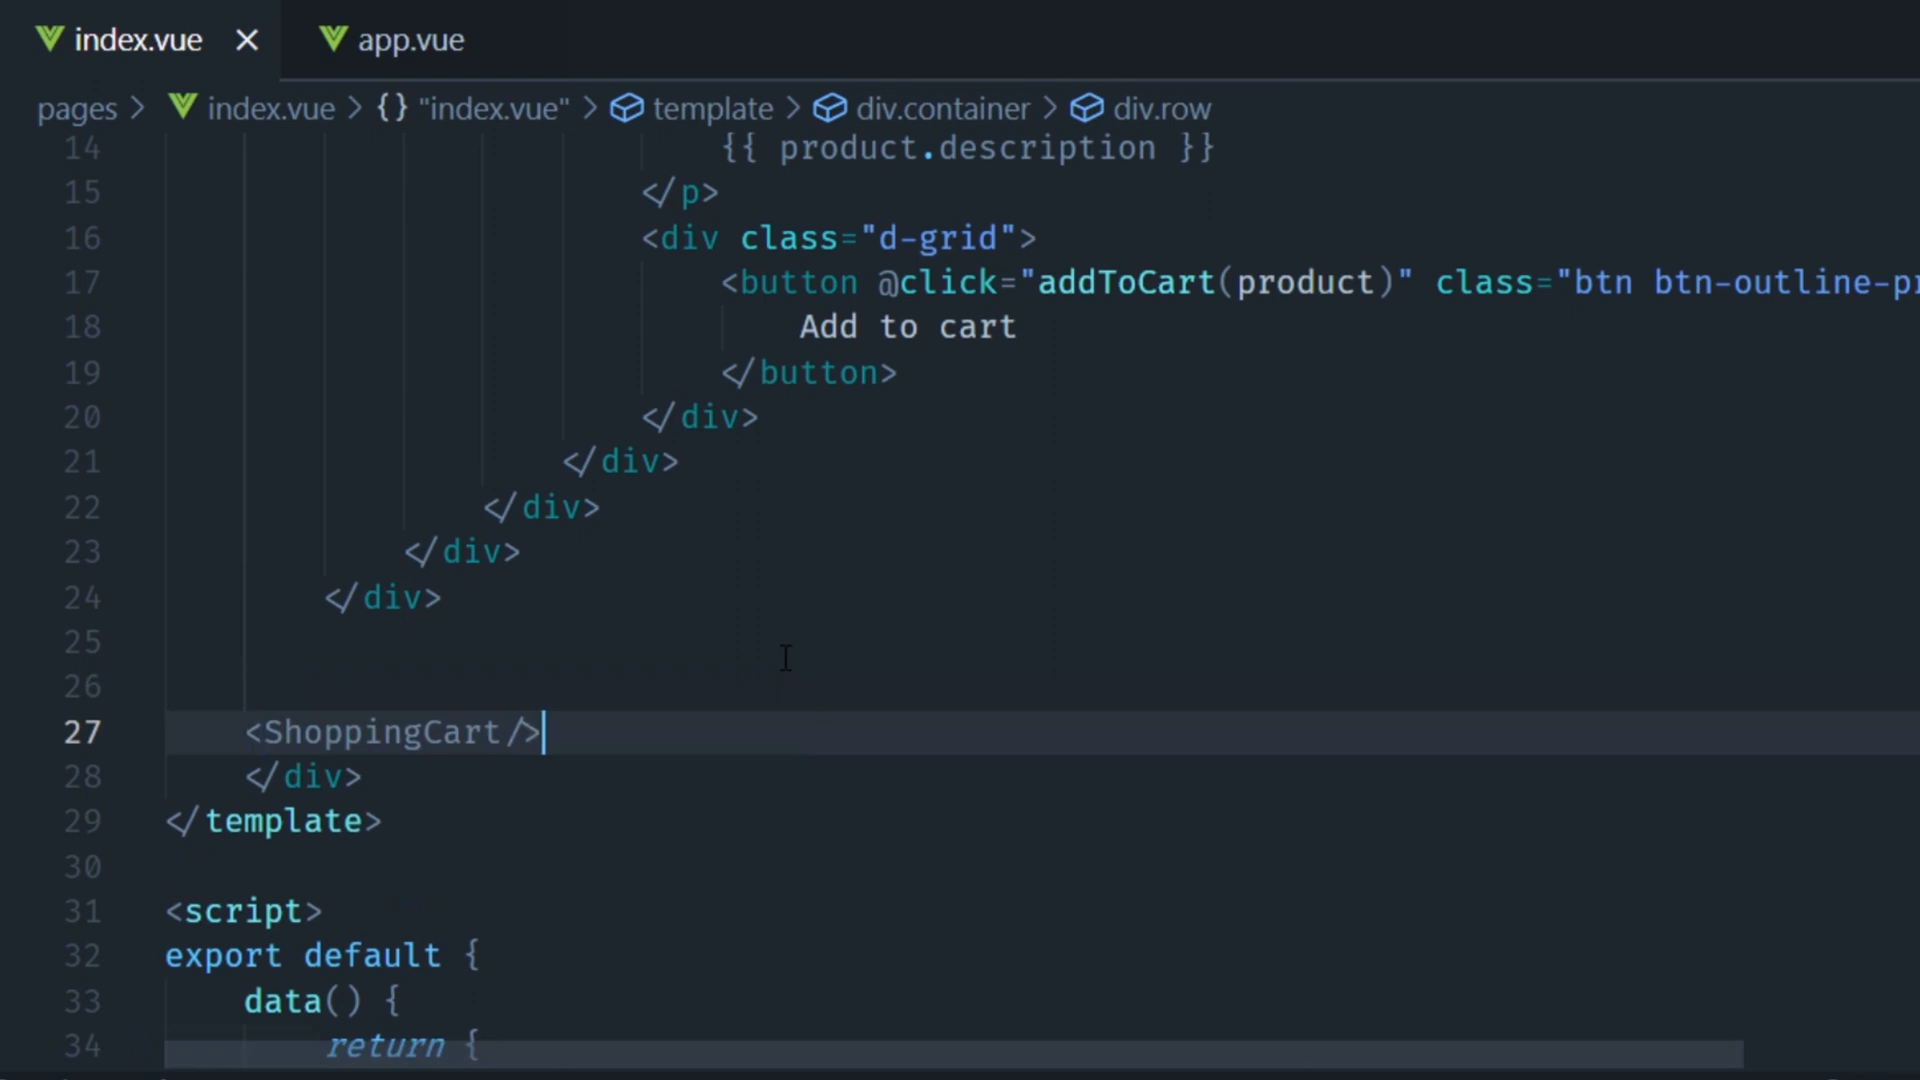 index.vue
app.vue
pages > index.vue > {} "index.vue" > template > div.container > div.row
14 {{ product.description }}
15 </p>
16 <div class="d-grid">
17 <button @click="addToCart(product)" class="btn btn-outline-pr
18 Add to cart
19 </button>
20 </div>
21 </div>
22 </div>
23 </div>
24 </div>
25
26
27 <ShoppingCart/>
28 </div>
29 </template>
30
31 <script>
32 export default {
33 data() {
34 return {